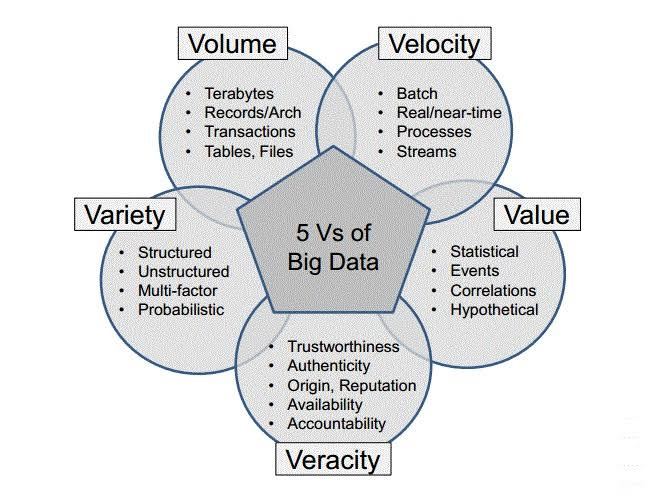 Volume
• Terabytes
• Records/Arch
• Transactions
• Tables, Files
Velocity
• Batch
• Real/near-time
• Processes
• Streams
Variety
• Structured
• Unstructured
• Multi-factor
• Probabilistic
5 Vs of
Big Data
Value
• Statistical
• Events
• Correlations
• Hypothetical
• Trustworthiness
• Authenticity
• Origin, Reputation
• Availability
• Accountability
Veracity